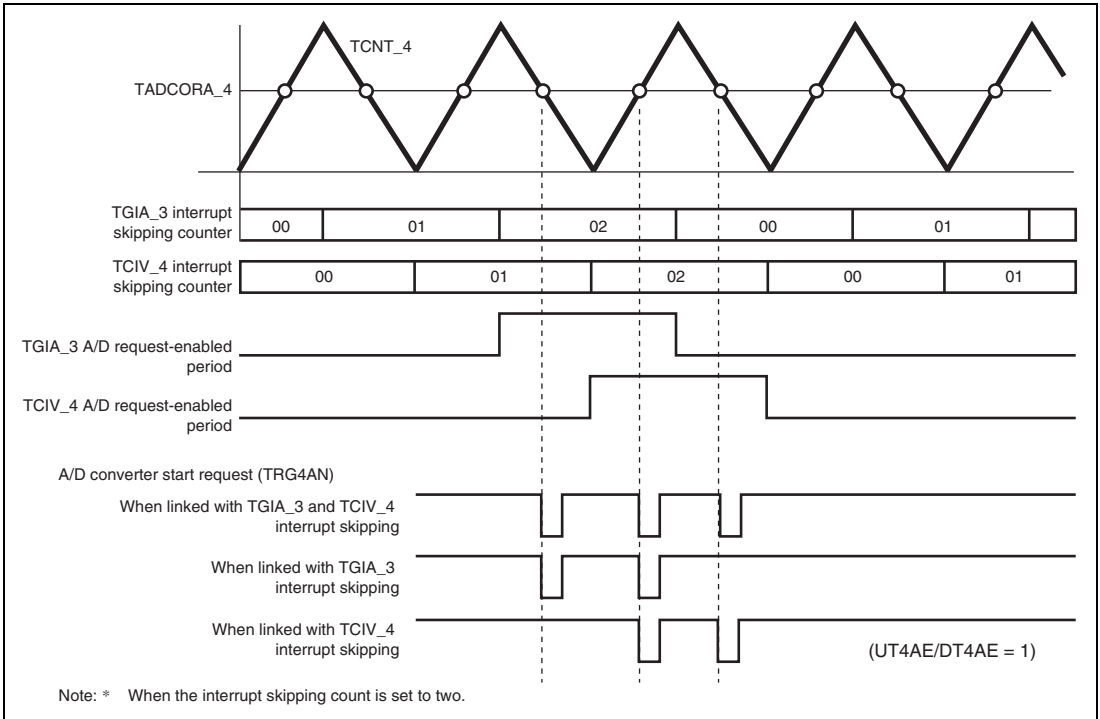 TCNT_4
TADCORA_4
TGIA_3 interrupt
skipping counter
00 01 02 00 01
TCIV_4 interrupt
skipping counter
00 01 02 00 01
TGIA_3 A/D request-enabled
period
TCIV_4 A/D request-enabled
period
A/D converter start request (TRG4AN)
When linked with TGIA_3 and TCIV_4
interrupt skipping
When linked with TGIA_3
interrupt skipping
When linked with TCIV_4
interrupt skipping
(UT4AE/DT4AE = 1)
Note: * When the interrupt skipping count is set to two.